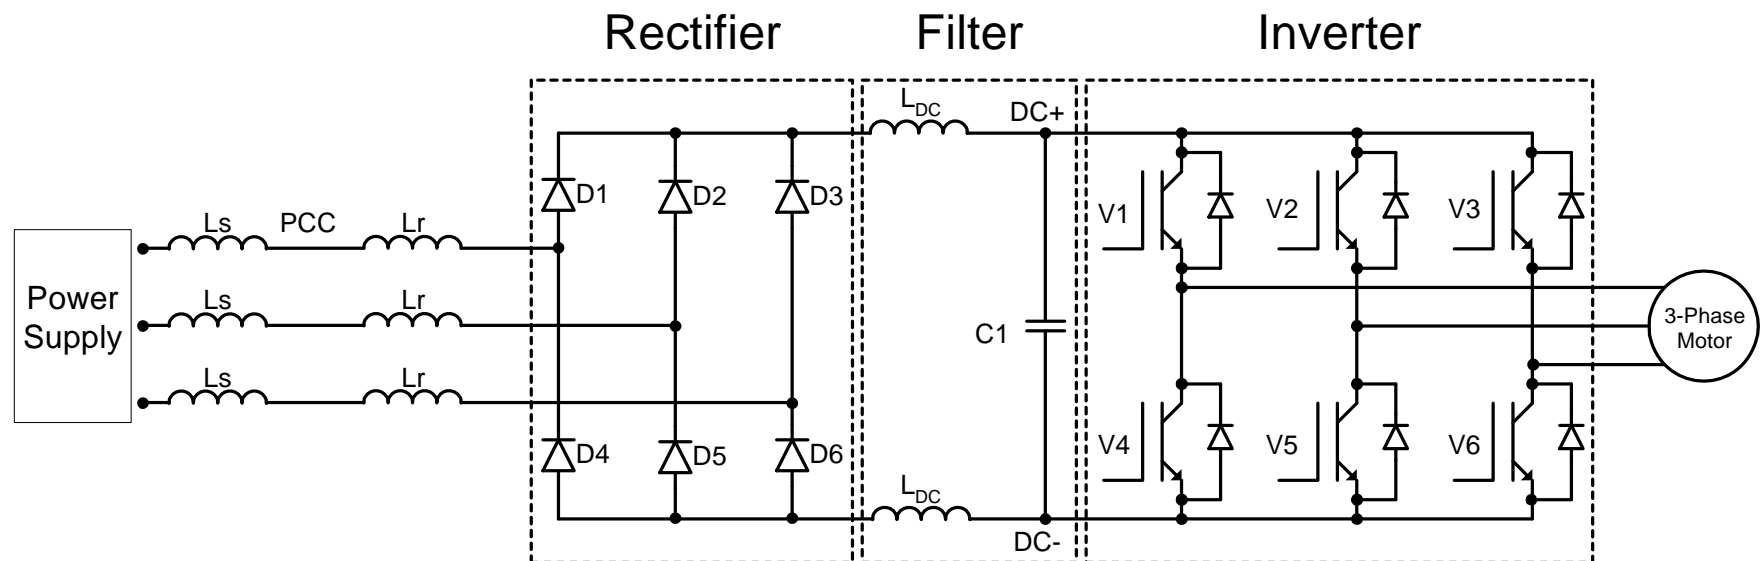 Rectifier Filter Inverter
L_DC DC+
D1 D2 D3
V1 V2 V3
Ls PCC Lr
Power
Supply
Ls Lr
C1
3-Phase
Motor
Ls Lr
D4 D5 D6
V4 V5 V6
L_DC
DC-